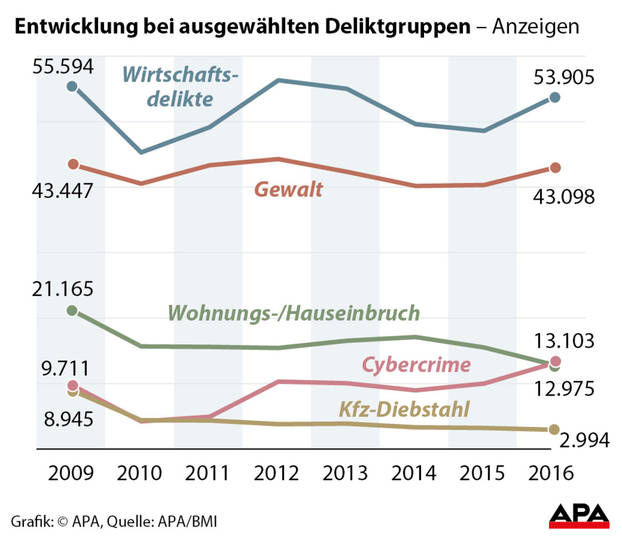 Entwicklung bei ausgewählten Deliktgruppen – Anzeigen
55.594
Wirtschafts-
delikte
53.905
43.447
Gewalt
43.098
21.165
Wohnungs-/Hauseinbruch
13.103
9.711
Cybercrime
12.975
8.945
Kfz-Diebstahl
2.994
2009 2010 2011 2012 2013 2014 2015 2016
Grafik: © APA, Quelle: APA/BMI
APA